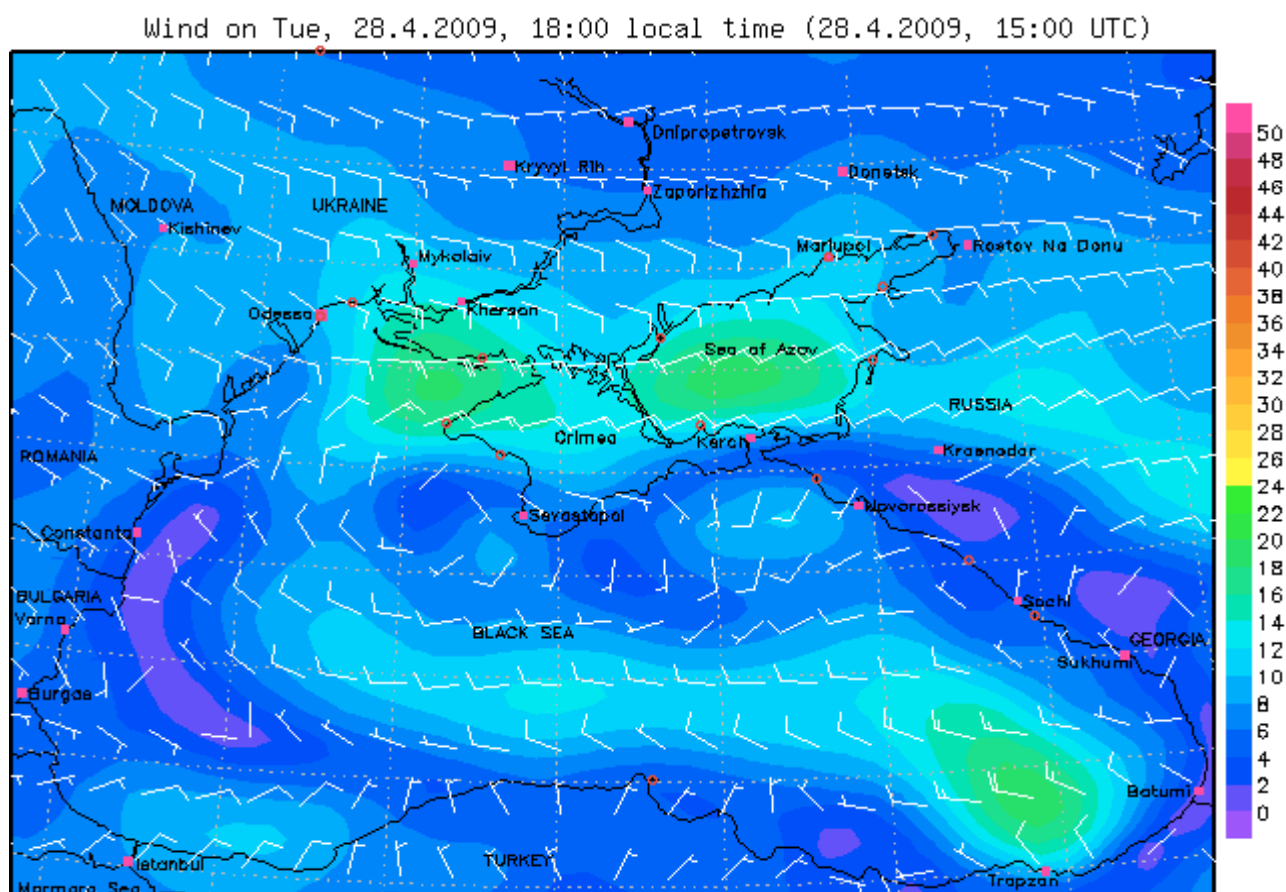 Wind on Tue, 28.4.2009, 18:00 local time (28.4.2009, 15:00 UTC)
Dnipropetrovsk
Kryvyi Rih
Donetsk
Zaporizhzhia
MOLDOVA
UKRAINE
Kishinev
Mariupol
Rostov Na Donu
Mykolaiv
Odessa
Kherson
Sea of Azov
RUSSIA
Crimea
Kerch
Krasnodar
ROMANIA
Sevastopol
Novorossiysk
Constanta
BULGARIA
Sochi
Varna
BLACK SEA
GEORGIA
Sukhumi
Burgas
Batumi
Istanbul
TURKEY
Trapzon
Marmara Sea
50
48
46
44
42
40
38
36
34
32
30
28
26
24
22
20
18
16
14
12
10
8
6
4
2
0